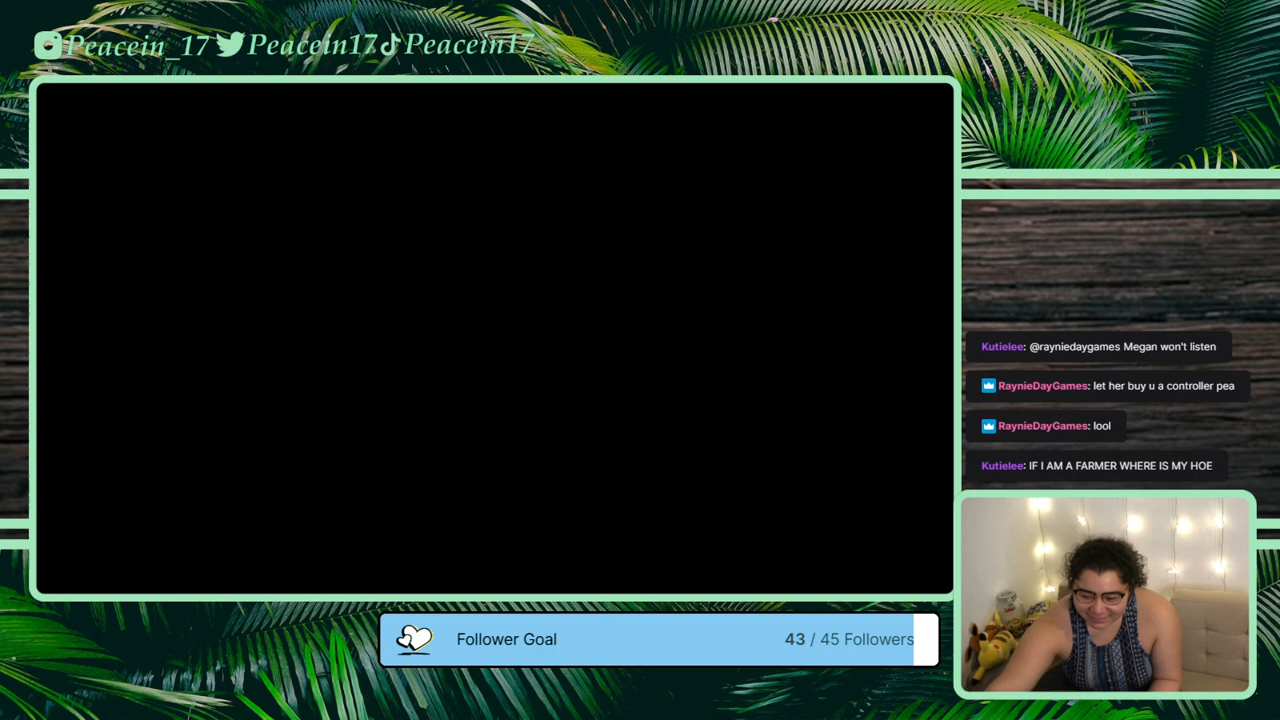 Peacein_17 Peacein17 Peacein17
Kutielee: @rayniedaygames Megan won't listen
RaynieDayGames: let her buy u a controller pea
RaynieDayGames: lool
Kutielee: IF I AM A FARMER WHERE IS MY HOE
Follower Goal 43 / 45 Followers